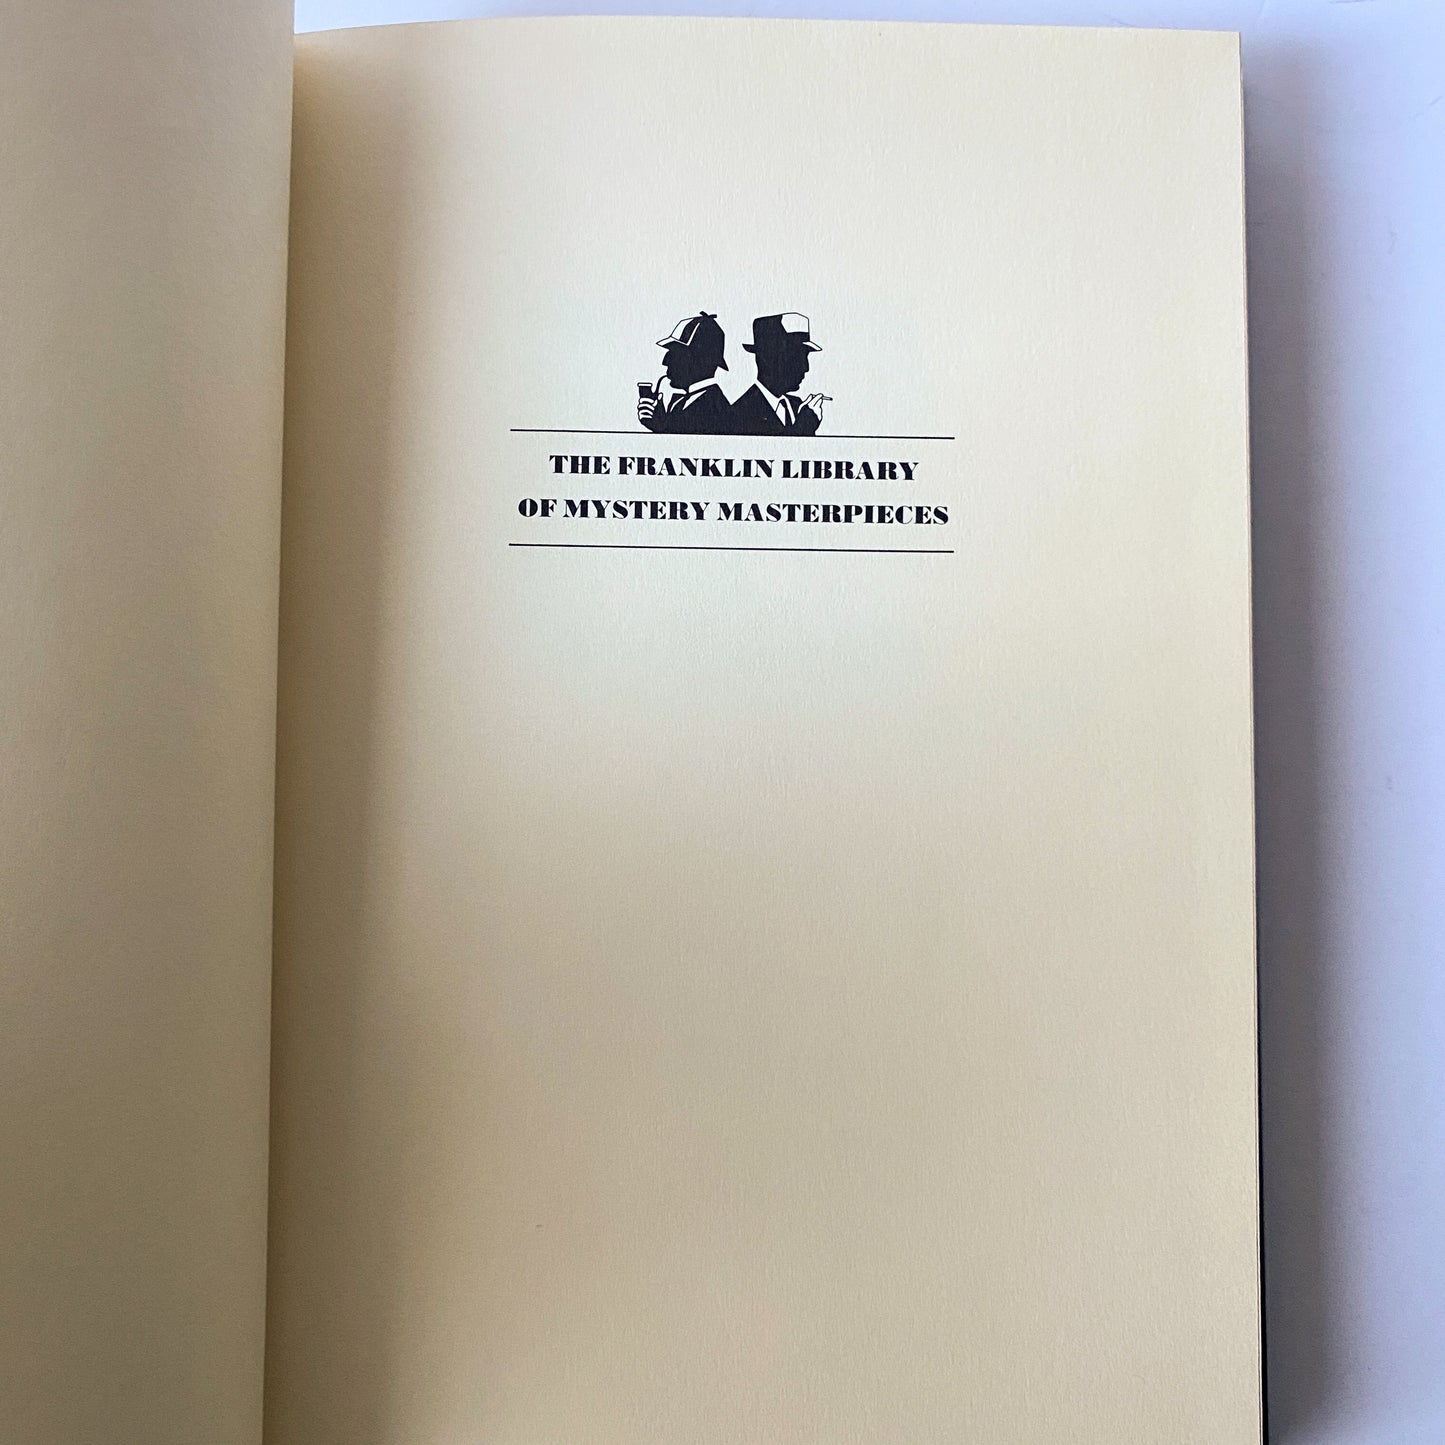 THE FRANKLIN LIBRARY
OF MYSTERY MASTERPIECES